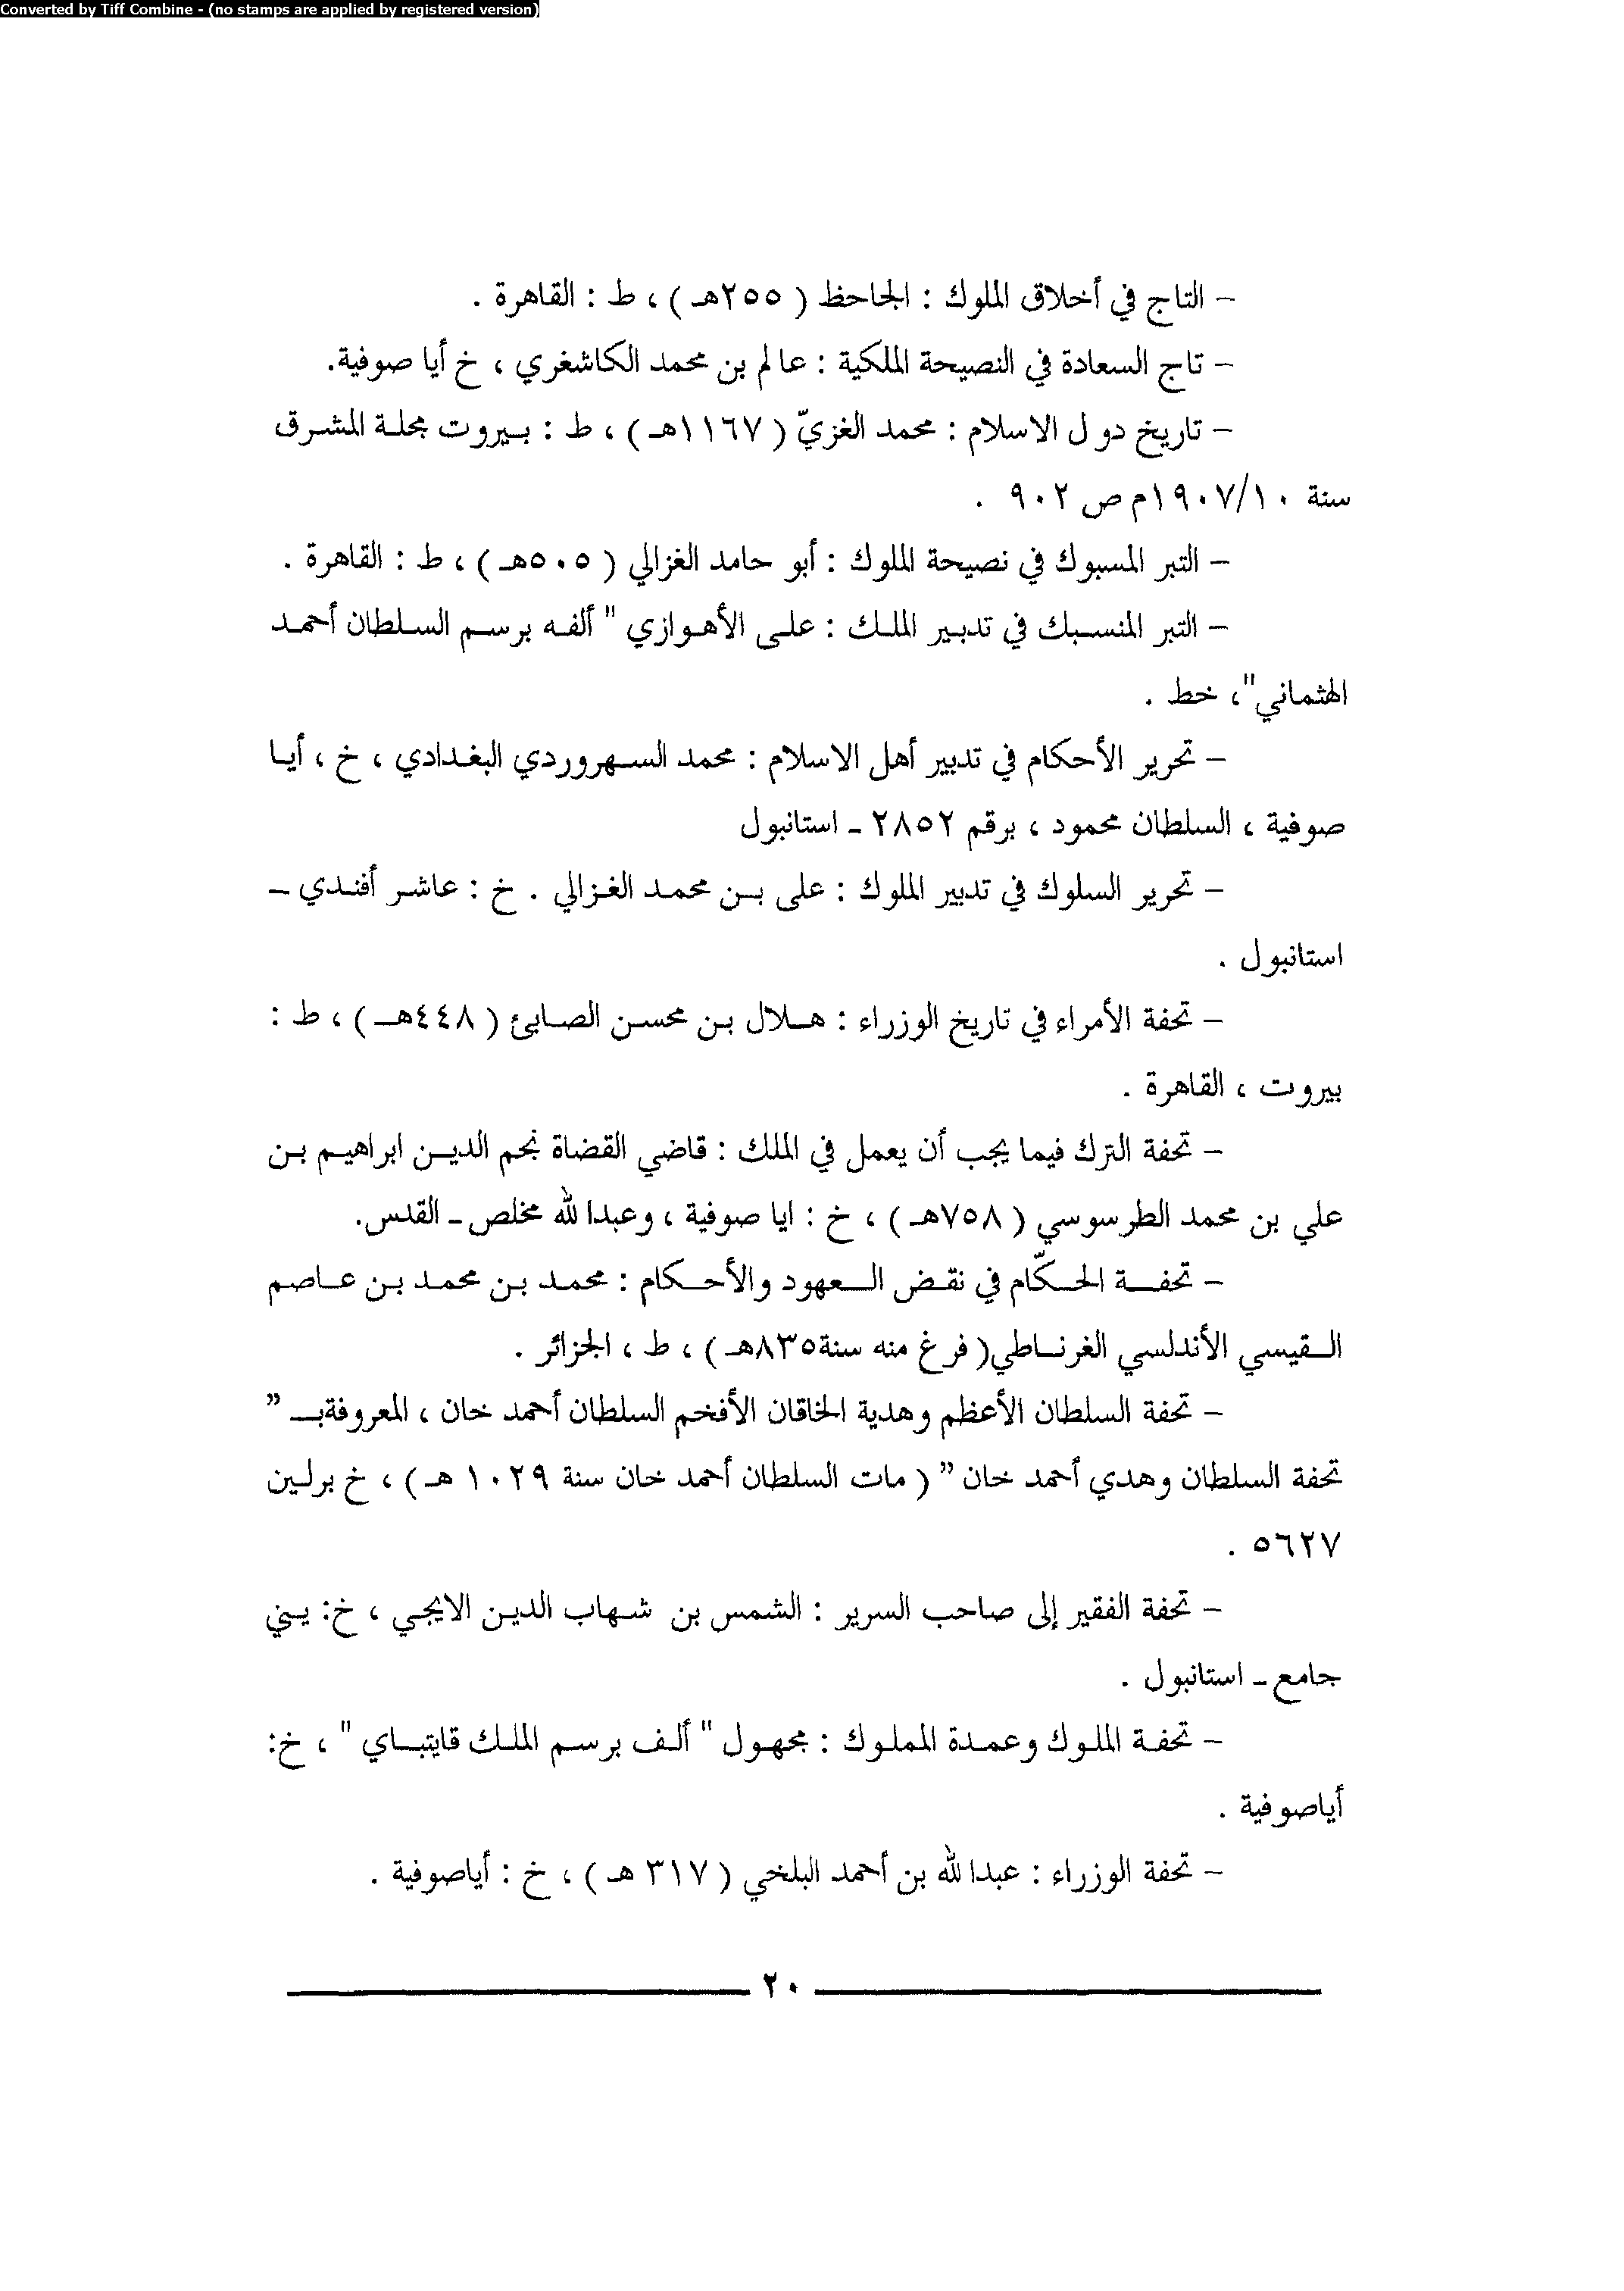 Converted by Tiff Combine - (no stamps are applied by registered version)
– التاج في أخلاق الملوك : الجاحظ ( ٢٥٥هـ ) ، ط : القاهرة .
– تاج السعادة في النصيحة الملكية : عالم بن محمد الكاشغري ، خ أيا صوفية.
– تاريخ دول الاسلام : محمد الغزيّ ( ١١٦٧هـ ) ، ط : بيروت مجلة المشرق
سنة ١٩٠٧/١٠م ص ٩٠٢ .
– التبر المسبوك في نصيحة الملوك : أبو حامد الغزالي ( ٥٠٥هـ ) ، ط : القاهرة .
– التبر المنسبك في تدبير الملك : على الأهوازي " ألفه برسم السلطان أحمد
الهثماني"، خط .
– تحرير الأحكام في تدبير أهل الاسلام : محمد السهروردي البغدادي ، خ ، أيا
صوفية ، السلطان محمود ، برقم ٢٨٥٢ ـ استانبول
– تحرير السلوك في تدبير الملوك : على بن محمد الغزالي . خ : عاشر أفندي ـ
استانبول .
– تحفة الأمراء في تاريخ الوزراء : هلال بن محسن الصابئ ( ٤٤٨هـ ) ، ط :
بيروت ، القاهرة .
– تحفة الترك فيما يجب أن يعمل في الملك : قاضي القضاة نجم الدين ابراهيم بن
علي بن محمد الطرسوسي ( ٧٥٨هـ ) ، خ : ايا صوفية ، وعبدا لله مخلص ـ القدس.
– تحفة الحكّام في نقض العهود والأحكام : محمد بن محمد بن عاصم
القيسي الأندلسي الغرناطي( فرغ منه سنة٨٣٥هـ ) ، ط ، الجزائر .
– تحفة السلطان الأعظم وهدية الخاقان الأفخم السلطان أحمد خان ، المعروفةبـ ”
تحفة السلطان وهدي أحمد خان ” ( مات السلطان أحمد خان سنة ١٠٢٩ هـ ) ، خ برلين
٥٦٢٧ .
– تحفة الفقير إلى صاحب السرير : الشمس بن شهاب الدين الايجي ، خ: يني
جامع ـ استانبول .
– تحفة الملوك وعمدة المملوك : مجهول " ألف برسم الملك قايتباي " ، خ:
أياصوفية .
– تحفة الوزراء : عبدا لله بن أحمد البلخي ( ٣١٧ هـ ) ، خ : أياصوفية .
٢٠